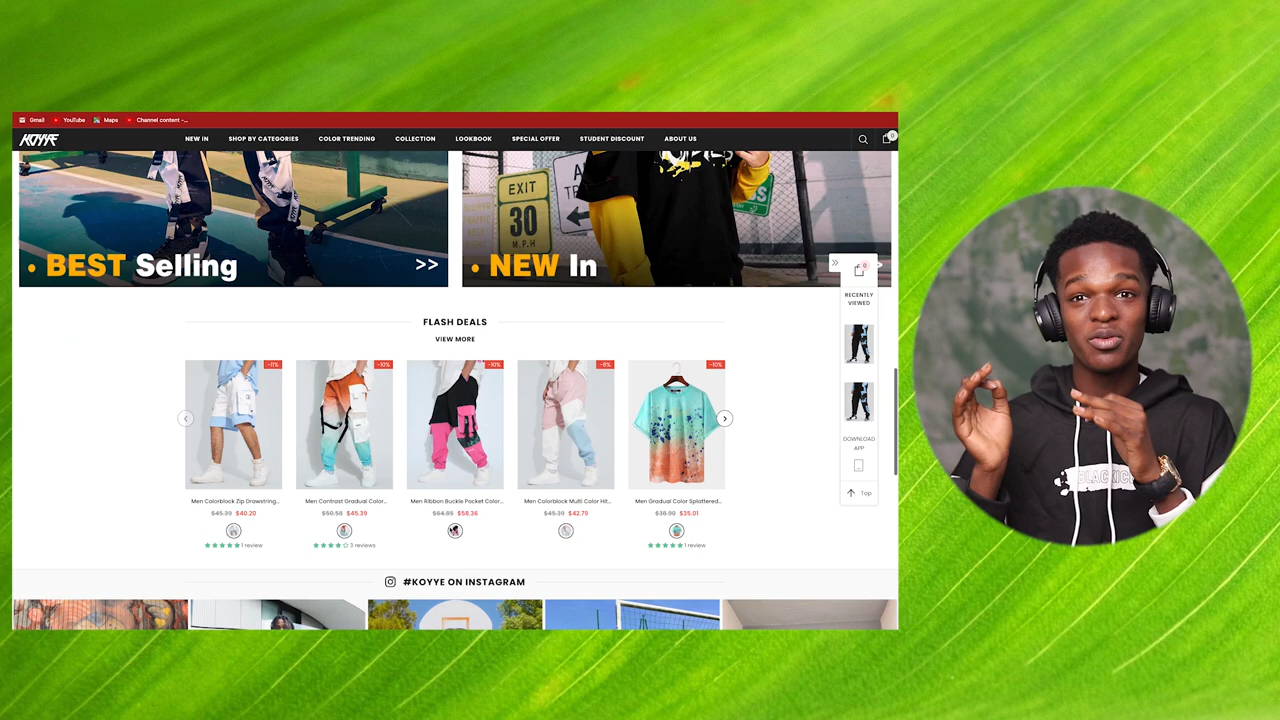 Gmail YouTube Maps Channel content -...
KOYYE NEW IN SHOP BY CATEGORIES COLOR TRENDING COLLECTION LOOKBOOK SPECIAL OFFER STUDENT DISCOUNT ABOUT US 0
EXIT
30
M.P.H
• BEST Selling >>
• NEW In
0
RECENTLY
VIEWED
DOWNLOAD
APP
Top
FLASH DEALS
VIEW MORE
-11% -10% -10% -6% -10%
Men Colorblock Zip Drawstring... Men Contrast Gradual Color... Men Ribbon Buckle Pocket Color... Men Colorblock Multi Color Hit... Men Gradual Color Splattered...
$45.39 $40.20 $50.58 $45.39 $64.85 $58.36 $45.39 $42.79 $38.90 $35.01
1 review 3 reviews 1 review
#KOYYE ON INSTAGRAM